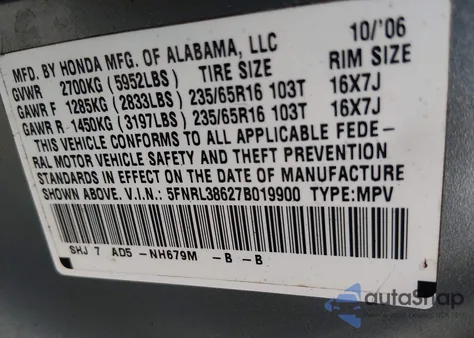 MFD. BY HONDA MFG. OF ALABAMA, LLC 10/'06
GVWR 2700KG (5952LBS) TIRE SIZE RIM SIZE
GAWR F 1285KG (2833LBS) 235/65R16 103T 16X7J
GAWR R 1450KG (3197LBS) 235/65R16 103T 16X7J
THIS VEHICLE CONFORMS TO ALL APPLICABLE FEDE-
RAL MOTOR VEHICLE SAFETY AND THEFT PREVENTION
STANDARDS IN EFFECT ON THE DATE OF MANUFACTURE
SHOWN ABOVE. V.I.N.: 5FNRL38627B019900 TYPE:MPV
SHJ 7 AD5 -NH679M -B -B
autoSnap